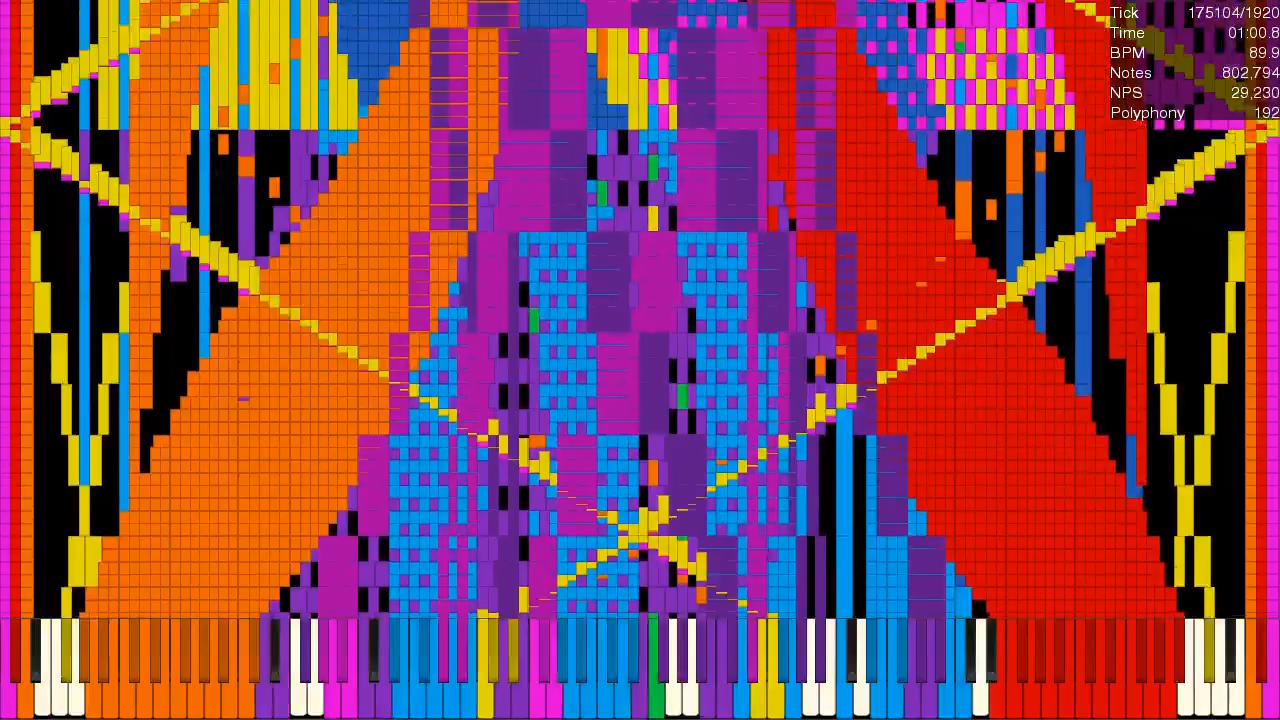 Tick 175104/1920
Time 01:00.8
BPM 89.9
Notes 802,794
NPS 29,230
Polyphony 192